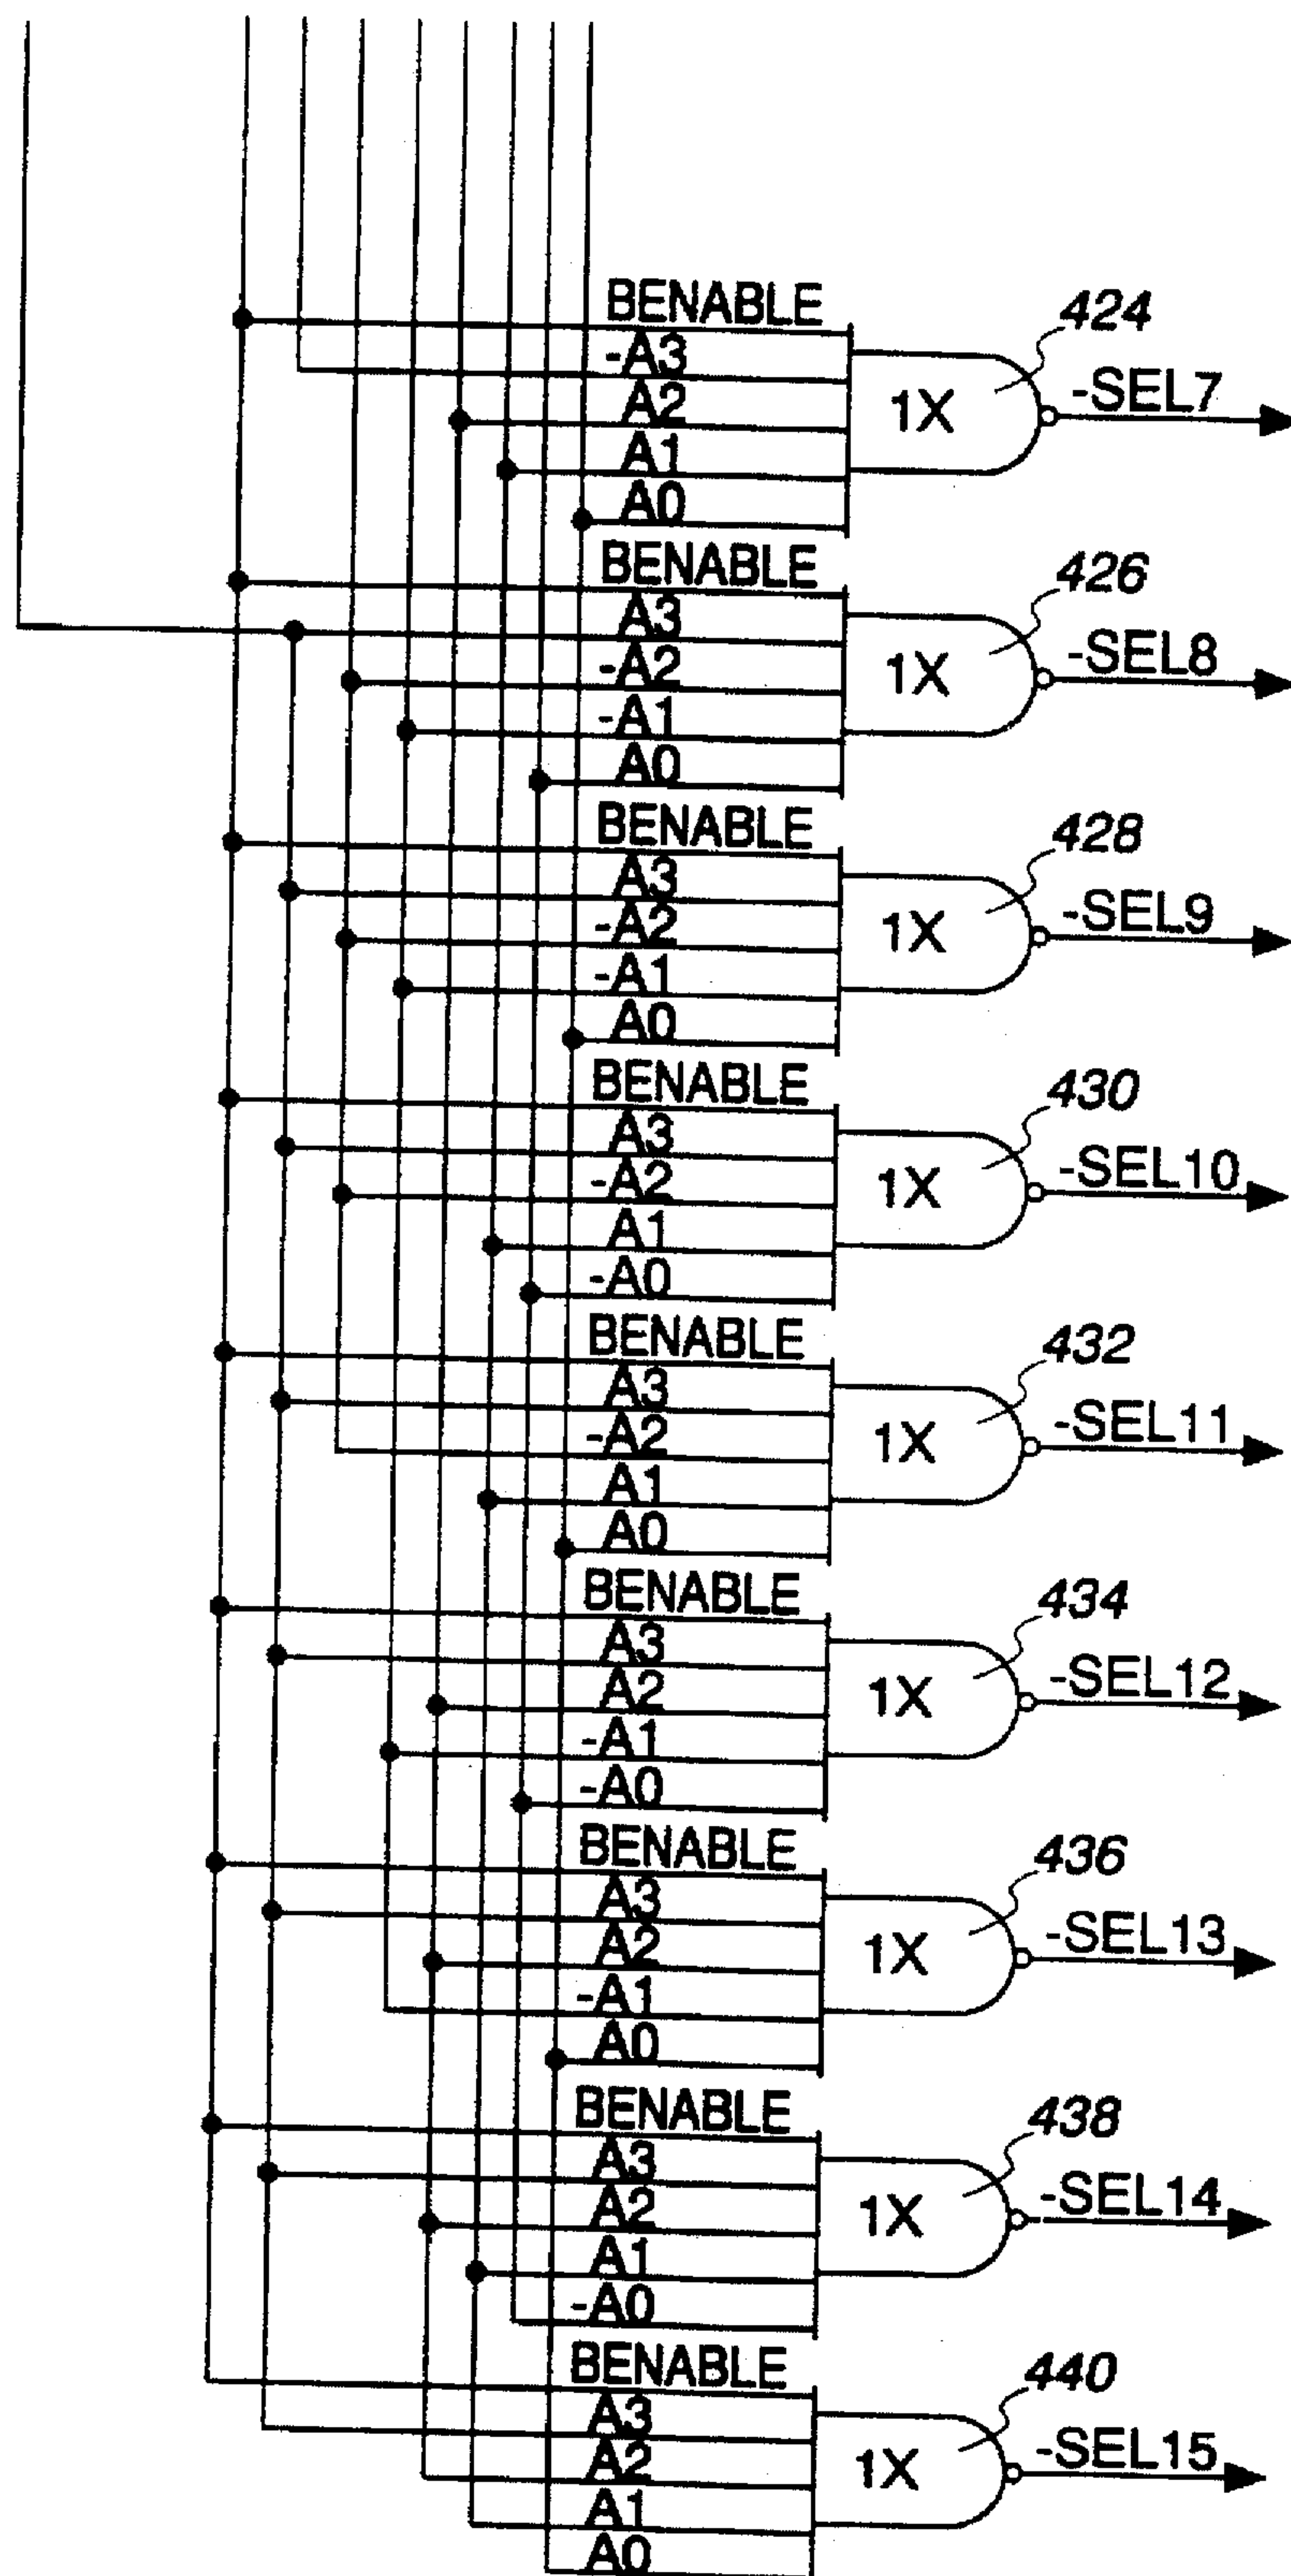 BENABLE
-A3
A2
A1
A0
1X
424
-SEL7
BENABLE
A3
-A2
-A1
A0
1X
426
-SEL8
BENABLE
A3
-A2
-A1
A0
1X
428
-SEL9
BENABLE
A3
-A2
A1
-A0
1X
430
-SEL10
BENABLE
A3
-A2
A1
A0
1X
432
-SEL11
BENABLE
A3
A2
-A1
-A0
1X
434
-SEL12
BENABLE
A3
A2
-A1
A0
1X
436
-SEL13
BENABLE
A3
A2
A1
-A0
1X
438
-SEL14
BENABLE
A3
A2
A1
A0
1X
440
-SEL15